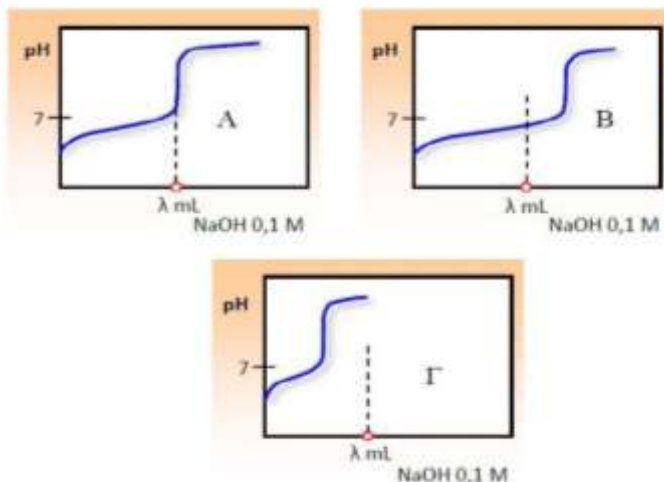 pH
7
A
λ mL
NaOH 0,1 M
pH
7
B
λ mL
NaOH 0,1 M
pH
7
Γ
λ mL
NaOH 0,1 M